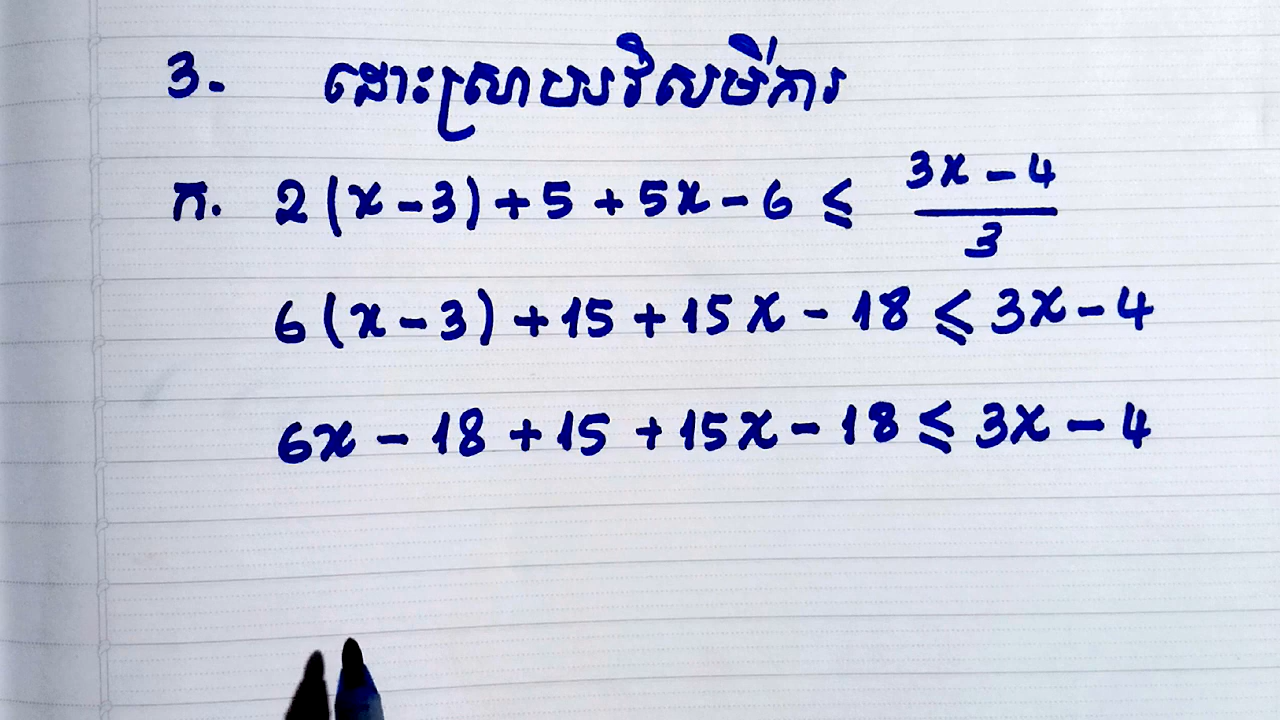 3. ដោះស្រាយវិសមីការ
ក. 2(x-3)+5+5x-6 ≤ \frac{3x-4}{3}
6(x-3)+15+15x-18 ≤ 3x-4
6x-18+15+15x-18 ≤ 3x-4